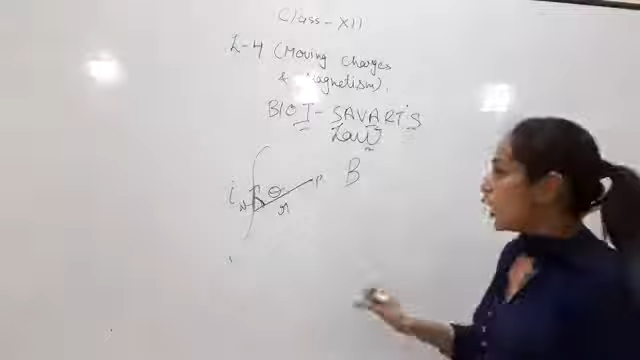 Class - XII
L-4 (Moving Charges
& Magnetism).
BIOT - SAVART'S
Law
B
i θ P
r